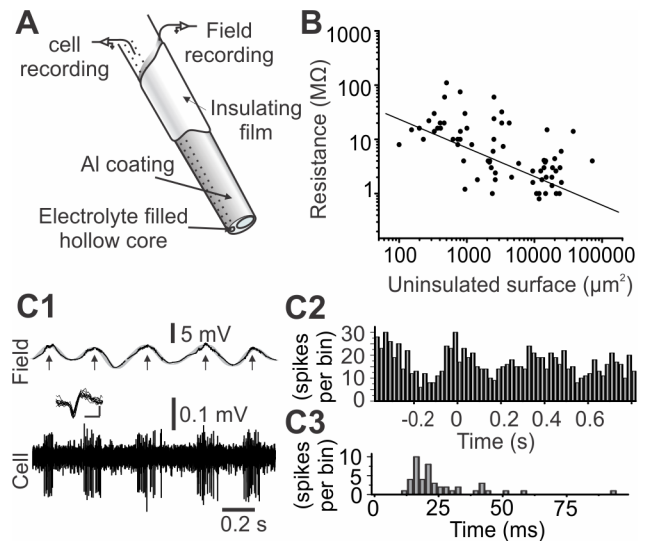 A
cell
recording
Field
recording
Insulating
film
Al coating
Electrolyte filled
hollow core
B
Resistance (MΩ)
1000
100
10
1
100
1000
10000
100000
Uninsulated surface (µm²)
C1
Field
5 mV
0.1 mV
Cell
0.2 s
C2
(spikes
per bin)
30
20
10
0
-0.2
0
0.2
0.4
0.6
Time (s)
C3
(spikes
per bin)
10
5
0
0
25
50
75
Time (ms)